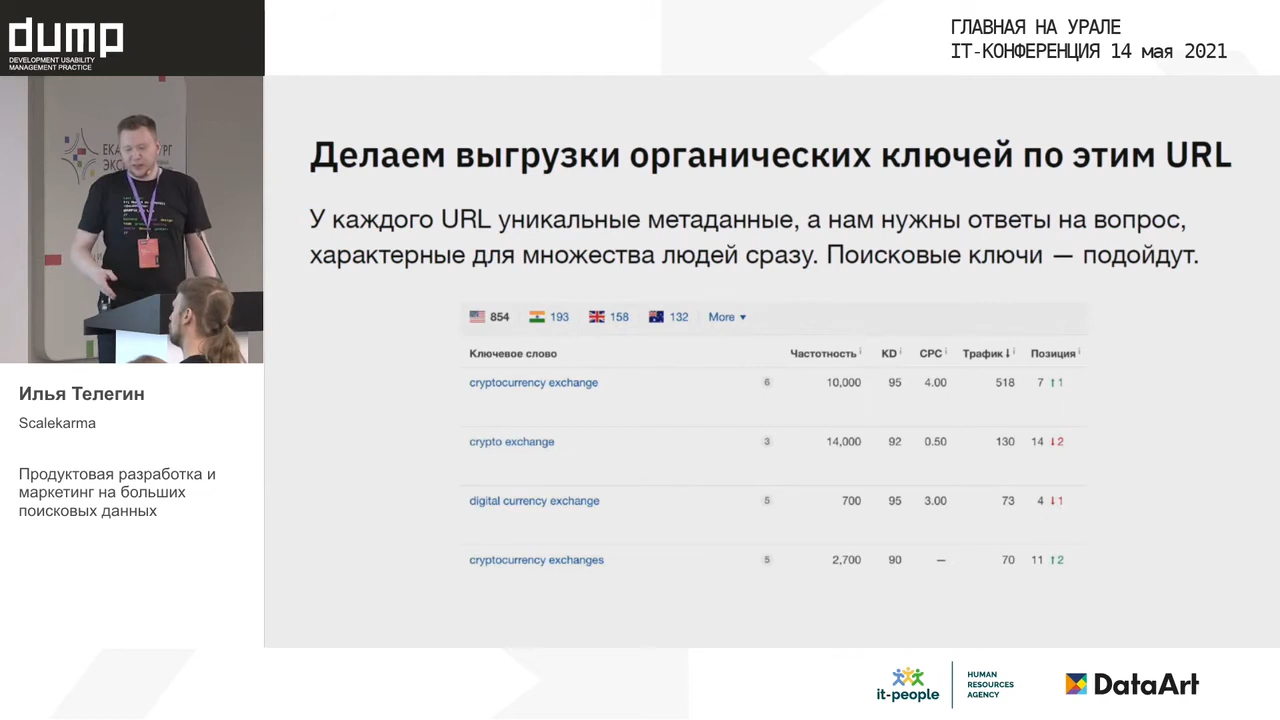 dump
DEVELOPMENT USABILITY
MANAGEMENT PRACTICE
ГЛАВНАЯ НА УРАЛЕ
IT-КОНФЕРЕНЦИЯ 14 мая 2021
Делаем выгрузки органических ключей по этим URL
У каждого URL уникальные метаданные, а нам нужны ответы на вопрос,
характерные для множества людей сразу. Поисковые ключи — подойдут.
854 193 158 132 More
Ключевое слово Частотность KD CPC Трафик ↓ Позиция
cryptocurrency exchange 6 10,000 95 4.00 518 7 ↑1
crypto exchange 3 14,000 92 0.50 130 14 ↓2
digital currency exchange 5 700 95 3.00 73 4 ↓1
cryptocurrency exchanges 5 2,700 90 — 70 11 ↑2
Илья Телегин
Scalekarma
Продуктовая разработка и
маркетинг на больших
поисковых данных
it-people
HUMAN
RESOURCES
AGENCY
DataArt